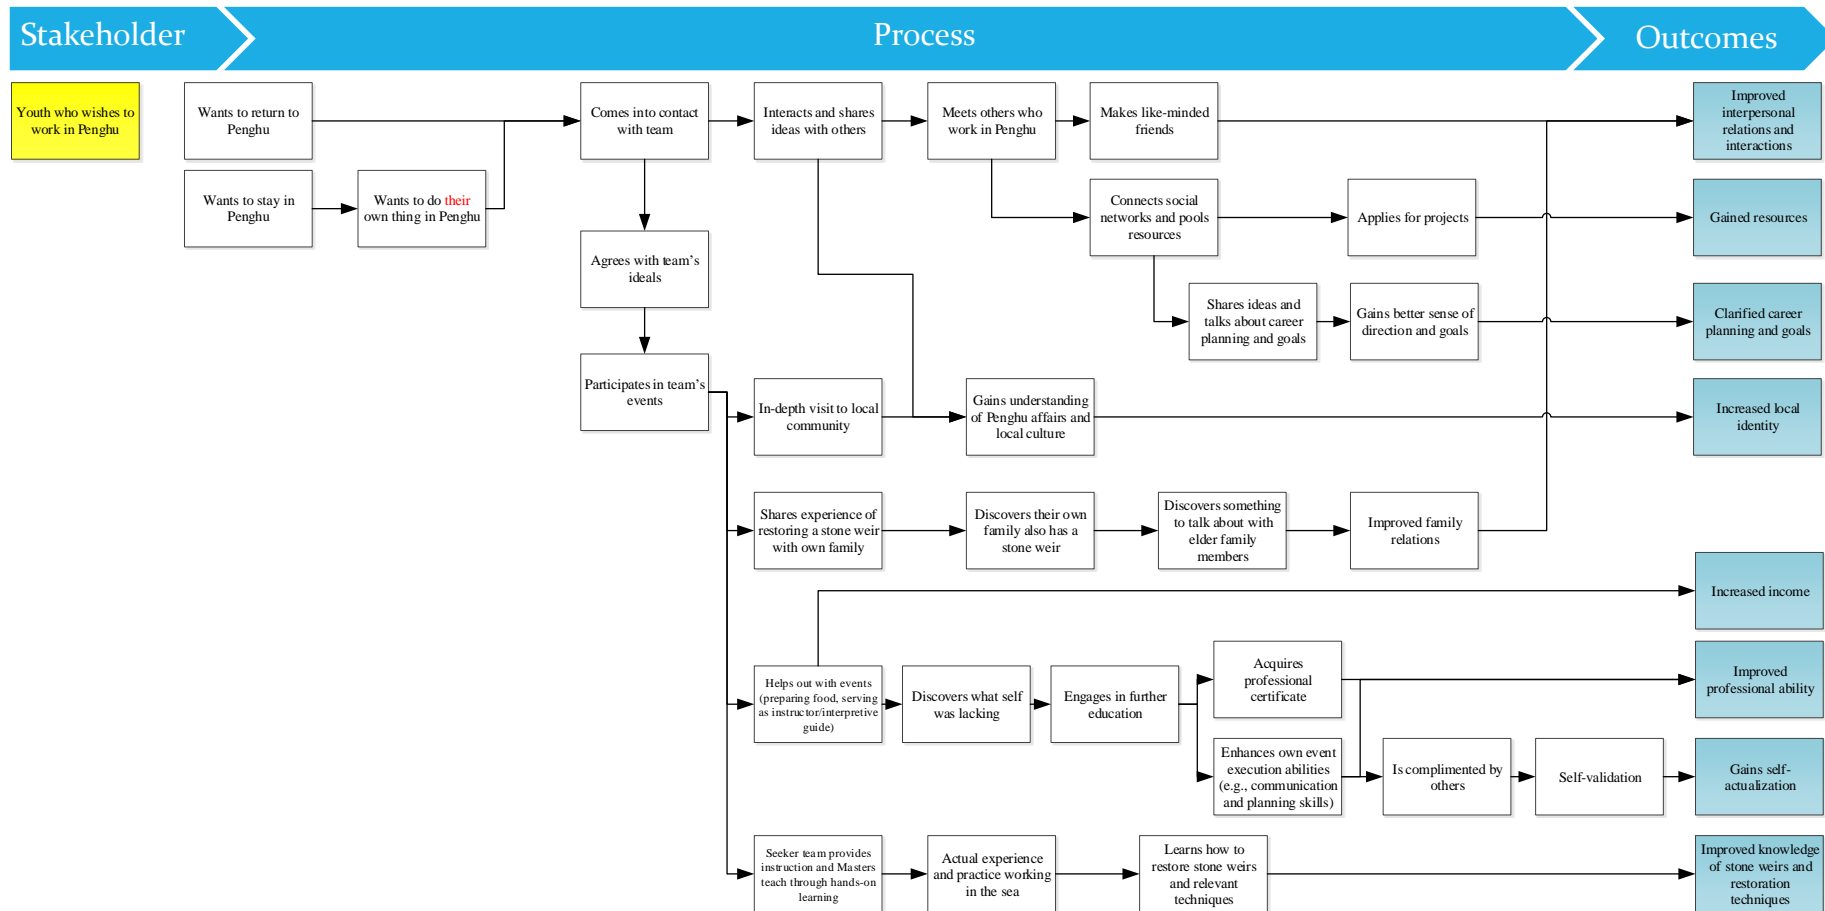 Stakeholder
Process
Outcomes
Youth who wishes to
work in Penghu
Wants to return to
Penghu
Comes into contact
with team
Interacts and shares
ideas with others
Meets others who
work in Penghu
Makes like-minded
friends
Improved
interpersonal
relations and
interactions
Wants to stay in
Penghu
Wants to do their
own thing in Penghu
Connects social
networks and pools
resources
Applies for projects
Gained resources
Agrees with team's
ideals
Shares ideas and
talks about career
planning and goals
Gains better sense of
direction and goals
Clarified career
planning and goals
Participates in team's
events
In-depth visit to local
community
Gains understanding
of Penghu affairs and
local culture
Increased local
identity
Shares experience of
restoring a stone weir
with own family
Discovers their own
family also has a
stone weir
Discovers something
to talk about with
elder family
members
Improved family
relations
Increased income
Helps out with events
(preparing food, serving
as instructor/interpretive
guide)
Discovers what self
was lacking
Engages in further
education
Acquires
professional
certificate
Improved
professional ability
Enhances own event
execution abilities
(e.g., communication
and planning skills)
Is complimented by
others
Self-validation
Gains self-
actualization
Seeker team provides
instruction and Masters
teach through hands-on
learning
Actual experience
and practice working
in the sea
Learns how to
restore stone weirs
and relevant
techniques
Improved knowledge
of stone weirs and
restoration
techniques